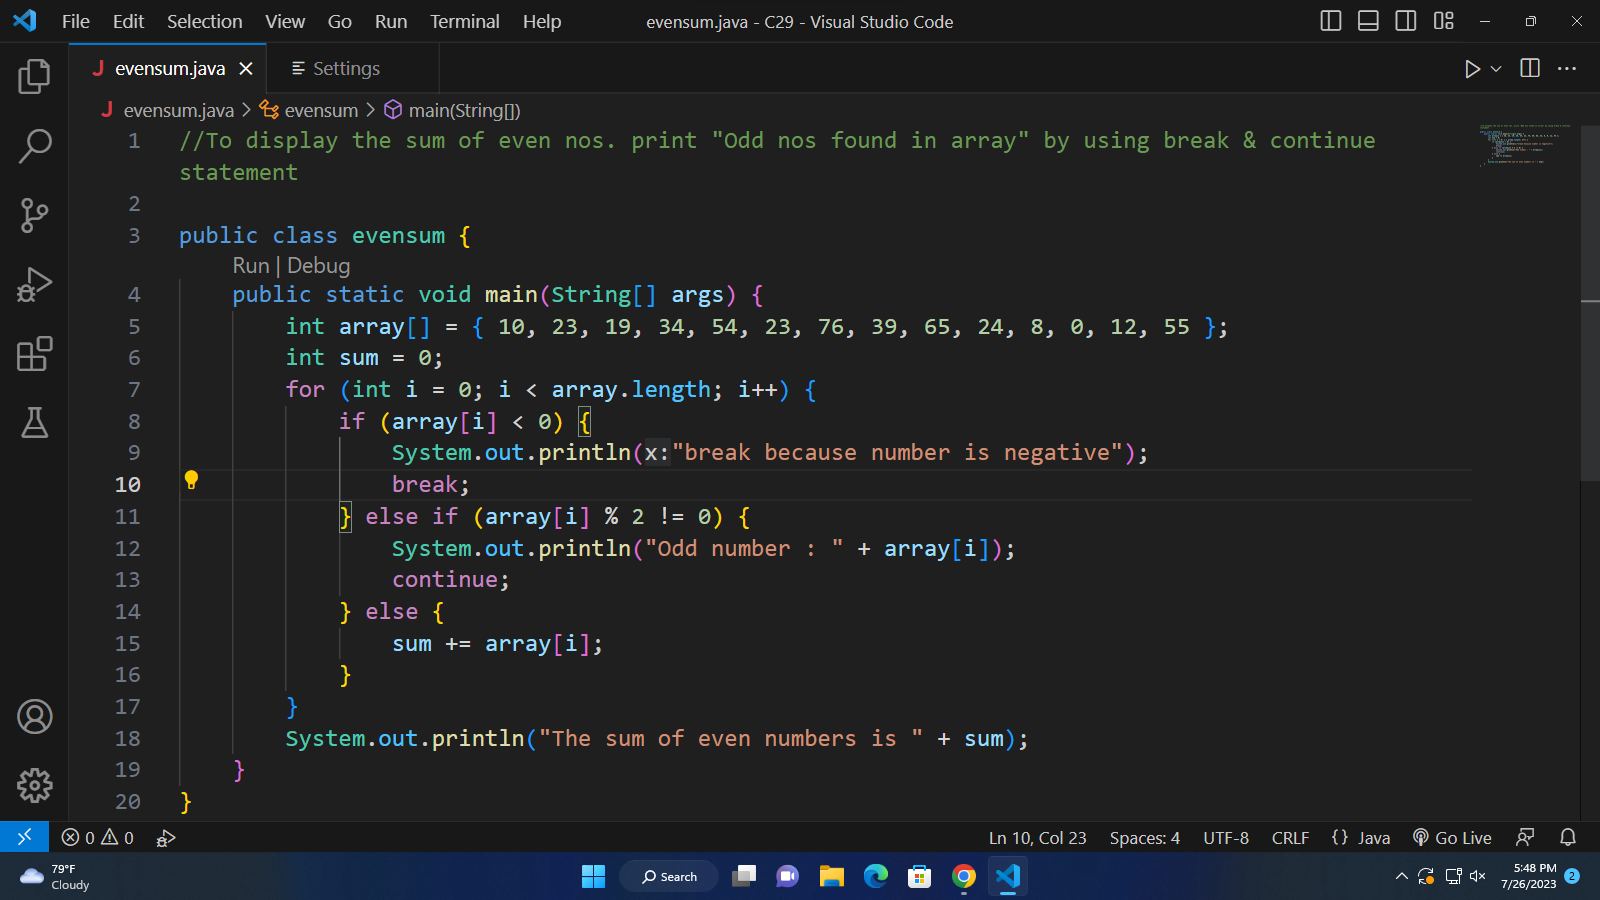 File Edit Selection View Go Run Terminal Help
evensum.java - C29 - Visual Studio Code
J evensum.java
Settings
J evensum.java > evensum > main(String[])
1 //To display the sum of even nos. print "Odd nos found in array" by using break & continue
statement
2
3 public class evensum {
Run | Debug
4 public static void main(String[] args) {
5 int array[] = { 10, 23, 19, 34, 54, 23, 76, 39, 65, 24, 8, 0, 12, 55 };
6 int sum = 0;
7 for (int i = 0; i < array.length; i++) {
8 if (array[i] < 0) {
9 System.out.println(x:"break because number is negative");
10 break;
11 } else if (array[i] % 2 != 0) {
12 System.out.println("Odd number : " + array[i]);
13 continue;
14 } else {
15 sum += array[i];
16 }
17 }
18 System.out.println("The sum of even numbers is " + sum);
19 }
20 }
0 0
Ln 10, Col 23 Spaces: 4 UTF-8 CRLF {} Java Go Live
79°F
Cloudy
Search
5:48 PM
7/26/2023
2